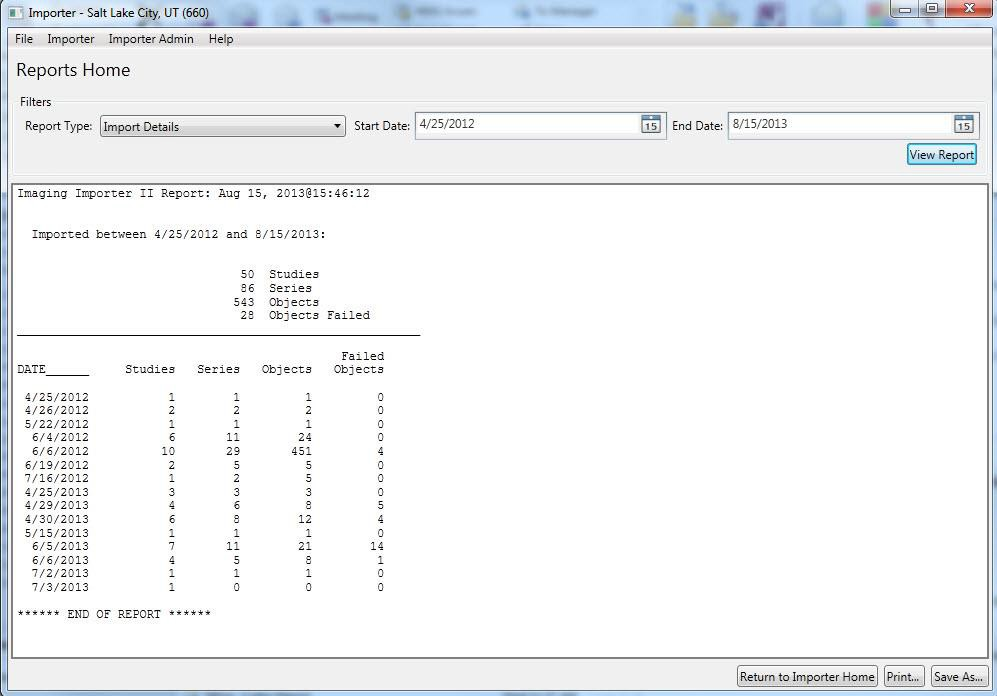 Importer - Salt Lake City, UT (660)
File Importer Importer Admin Help
Reports Home
Filters
Report Type: Import Details Start Date: 4/25/2012 15 End Date: 8/15/2013 15
View Report
Imaging Importer II Report: Aug 15, 2013@15:46:12
Imported between 4/25/2012 and 8/15/2013:
50 Studies
86 Series
543 Objects
28 Objects Failed
Failed
DATE______ Studies Series Objects Objects
4/25/2012 1 1 1 0
4/26/2012 2 2 2 0
5/22/2012 1 1 1 0
6/4/2012 6 11 24 0
6/6/2012 10 29 451 4
6/19/2012 2 5 5 0
7/16/2012 1 2 5 0
4/25/2013 3 3 3 0
4/29/2013 4 6 8 5
4/30/2013 6 8 12 4
5/15/2013 1 1 1 0
6/5/2013 7 11 21 14
6/6/2013 4 5 8 1
7/2/2013 1 1 1 0
7/3/2013 1 0 0 0
****** END OF REPORT ******
Return to Importer Home Print... Save As...